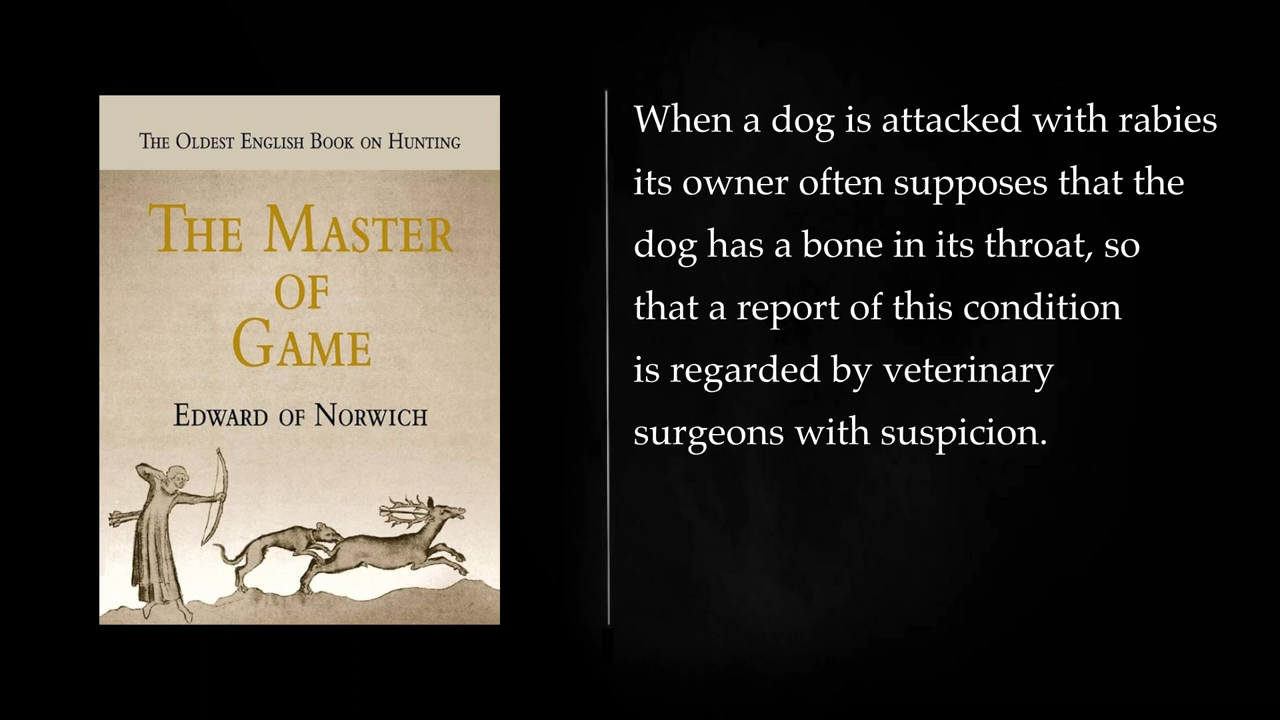 The Oldest English Book on Hunting
The Master
of
Game
Edward of Norwich
When a dog is attacked with rabies
its owner often supposes that the
dog has a bone in its throat, so
that a report of this condition
is regarded by veterinary
surgeons with suspicion.